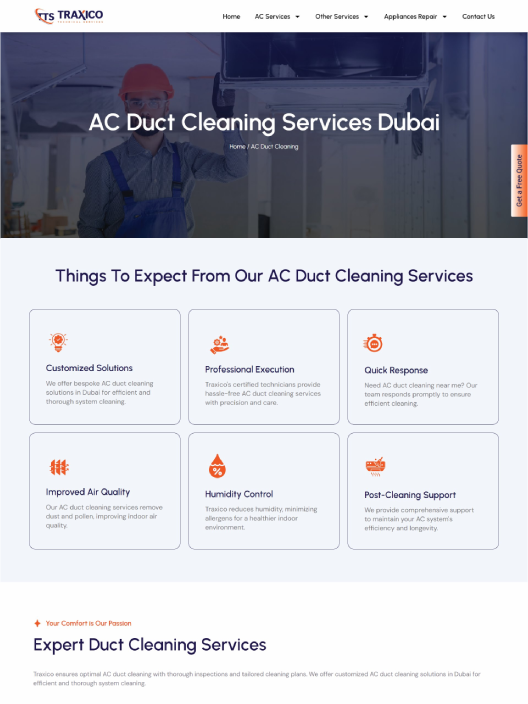 TTS TRAXICO
TECHNICAL SERVICES
Home AC Services Other Services Appliances Repair Contact Us
AC Duct Cleaning Services Dubai
Home / AC Duct Cleaning
Get a Free Quote
Things To Expect From Our AC Duct Cleaning Services
Customized Solutions
We offer bespoke AC duct cleaning
solutions in Dubai for efficient and
thorough system cleaning.
Professional Execution
Traxico's certified technicians provide
hassle-free AC duct cleaning services
with precision and care.
Quick Response
Need AC duct cleaning near me? Our
team responds promptly to ensure
efficient cleaning.
Improved Air Quality
Our AC duct cleaning services remove
dust and pollen, improving indoor air
quality.
%
Humidity Control
Traxico reduces humidity, minimizing
allergens for a healthier indoor
environment.
Post-Cleaning Support
We provide comprehensive support
to maintain your AC system's
efficiency and longevity.
Your Comfort is Our Passion
Expert Duct Cleaning Services
Traxico ensures optimal AC duct cleaning with thorough inspections and tailored cleaning plans. We offer customized AC duct cleaning solutions in Dubai for
efficient and thorough system cleaning.